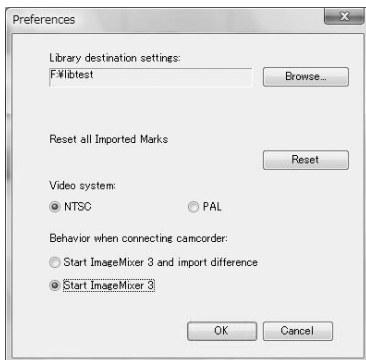 Preferences
x
Library destination settings:
F:¥libtest
Browse...
Reset all Imported Marks
Reset
Video system:
NTSC PAL
Behavior when connecting camcorder:
Start ImageMixer 3 and import difference
Start ImageMixer 3
OK Cancel